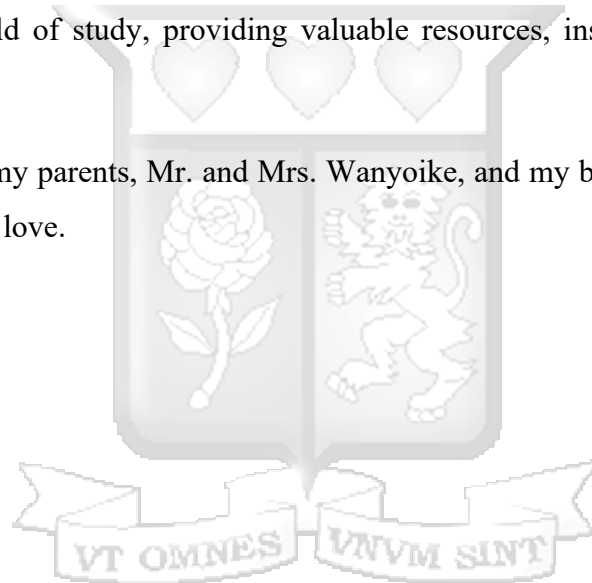 ld of study, providing valuable resources, ins
my parents, Mr. and Mrs. Wanyoike, and my b
love.
VT OMNES VNVM SINT